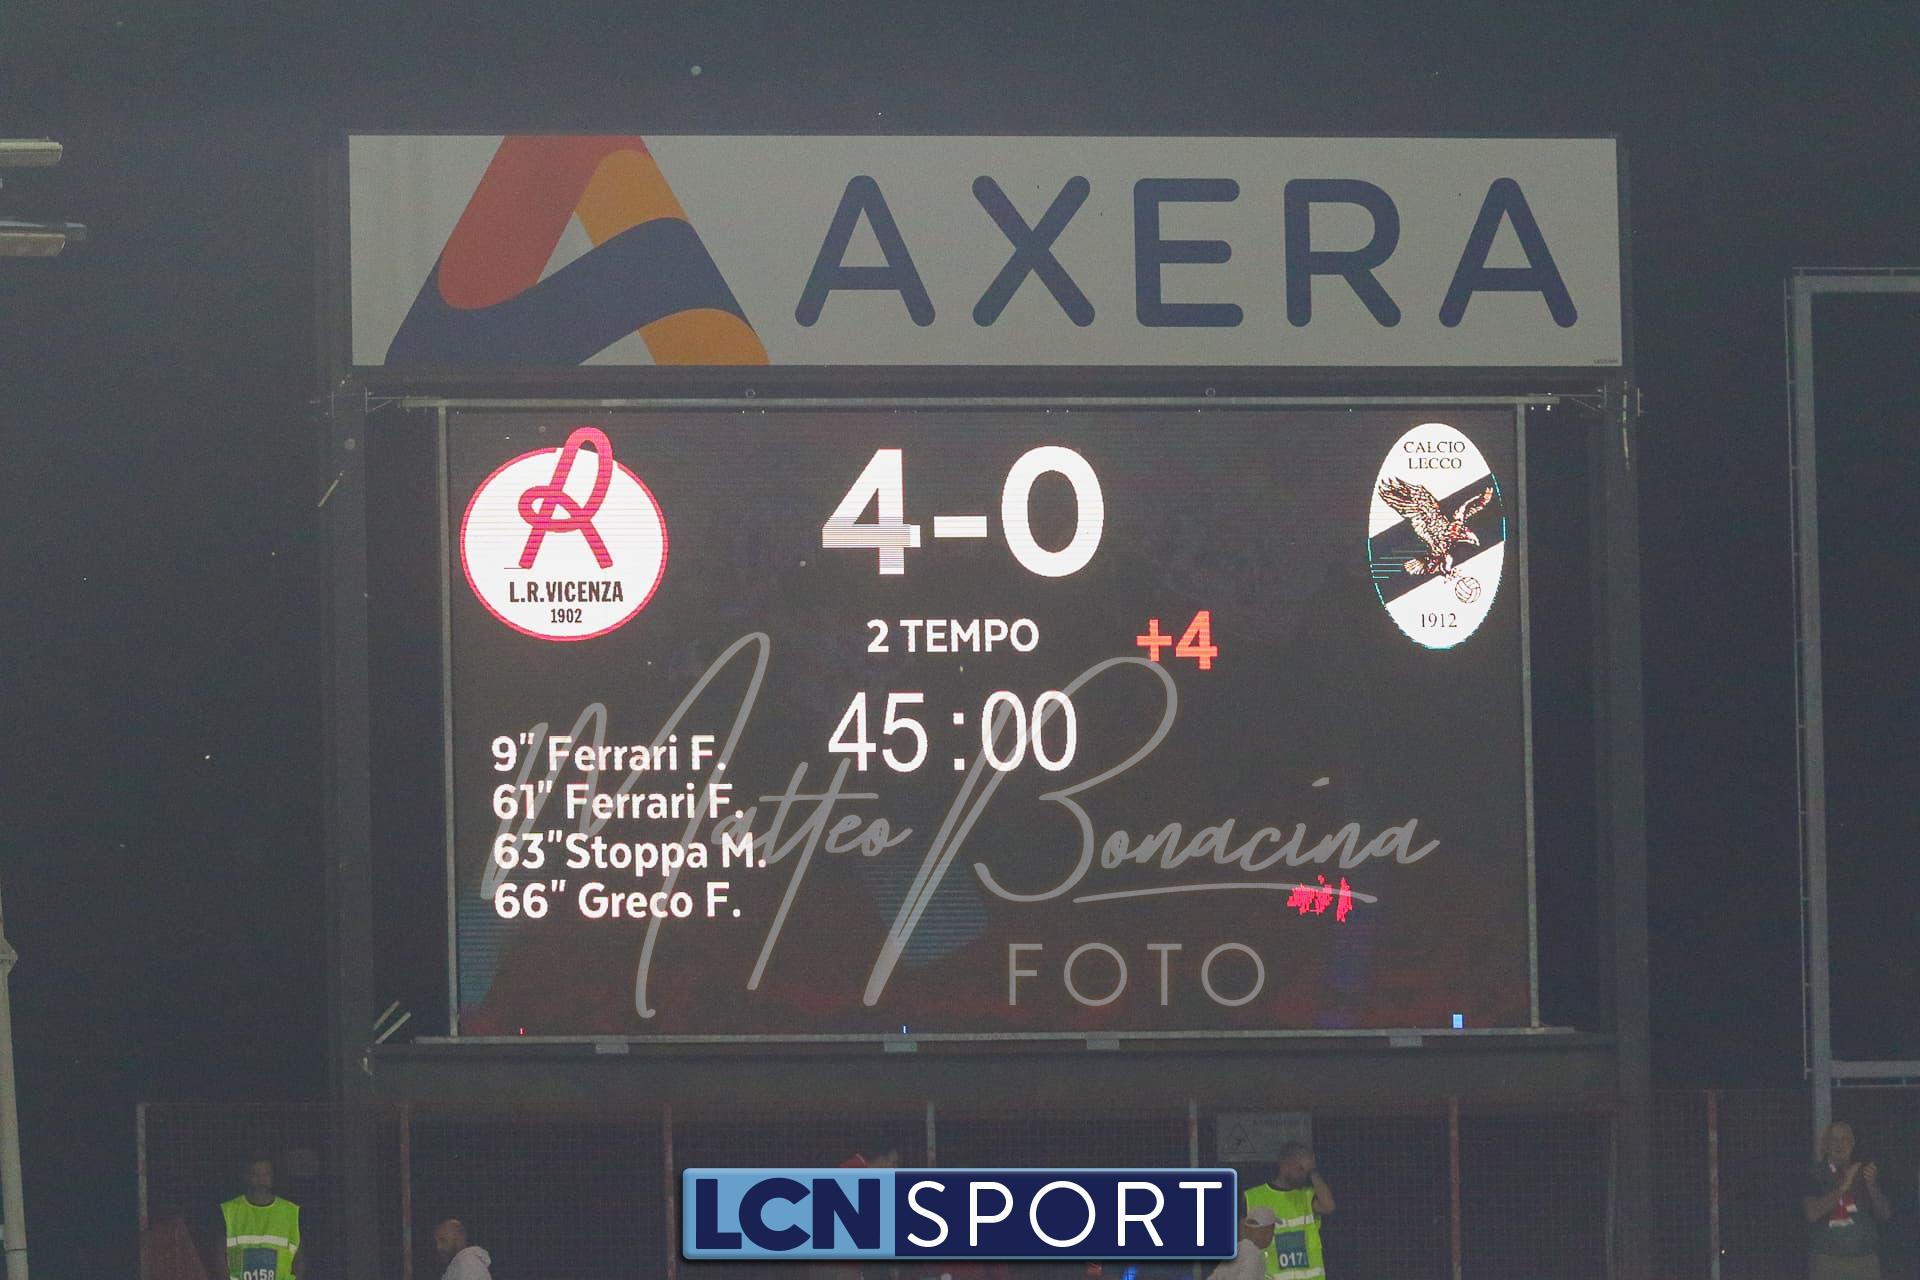 AXERA
L.R.VICENZA
1902
4-0
CALCIO
LECCO
1912
2 TEMPO +4
45:00
9" Ferrari F.
61" Ferrari F.
63"Stoppa M.
66" Greco F.
Matteo Bonacina
FOTO
LCN SPORT
0158